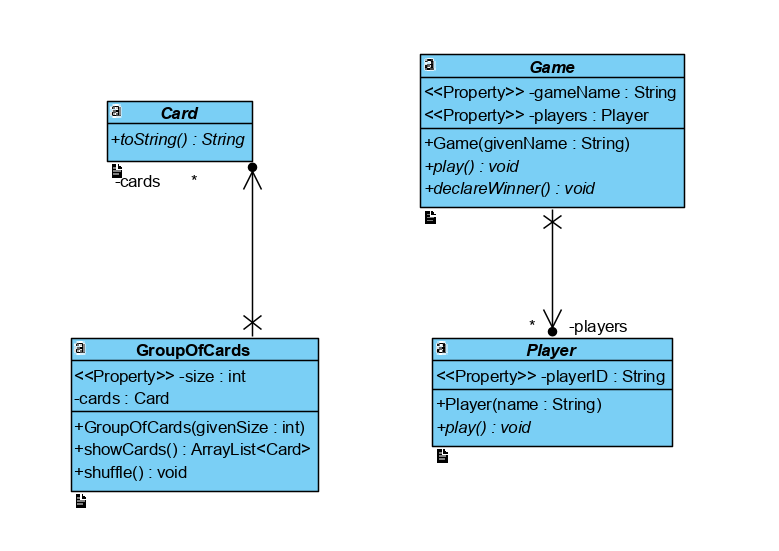 Card
+toString() : String
-cards *
GroupOfCards
<<Property>> -size : int
-cards : Card
+GroupOfCards(givenSize : int)
+showCards() : ArrayList<Card>
+shuffle() : void
Game
<<Property>> -gameName : String
<<Property>> -players : Player
+Game(givenName : String)
+play() : void
+declareWinner() : void
* -players
Player
<<Property>> -playerID : String
+Player(name : String)
+play() : void